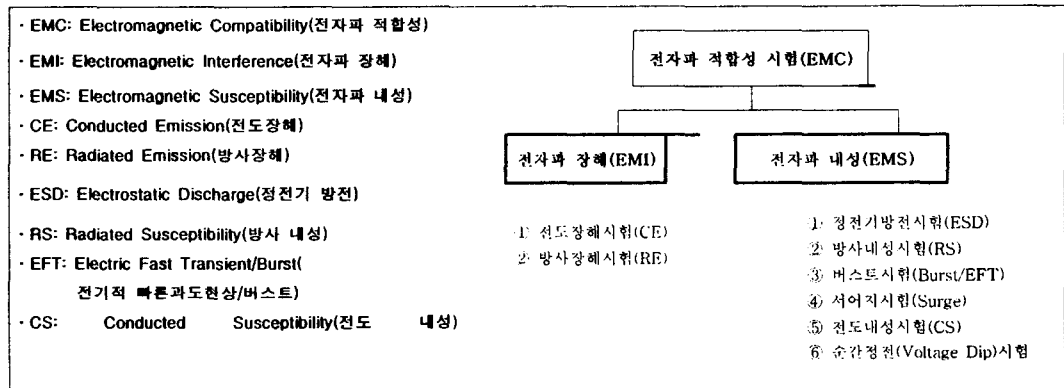 · EMC: Electromagnetic Compatibility(전자파 적합성)
· EMI: Electromagnetic Interference(전자파 장해)
· EMS: Electromagnetic Susceptibility(전자파 내성)
· CE: Conducted Emission(전도장해)
· RE: Radiated Emission(방사장해)
· ESD: Electrostatic Discharge(정전기 방전)
· RS: Radiated Susceptibility(방사 내성)
· EFT: Electric Fast Transient/Burst(
전기적 빠른과도현상/버스트)
· CS: Conducted Susceptibility(전도 내성)
전자파 적합성 시험(EMC)
전자파 장해(EMI)
① 전도장해시험(CE)
② 방사장해시험(RE)
전자파 내성(EMS)
① 정전기방전시험(ESD)
② 방사내성시험(RS)
③ 버스트시험(Burst/EFT)
④ 서어지시험(Surge)
⑤ 전도내성시험(CS)
⑥ 순간정전(Voltage Dip)시험